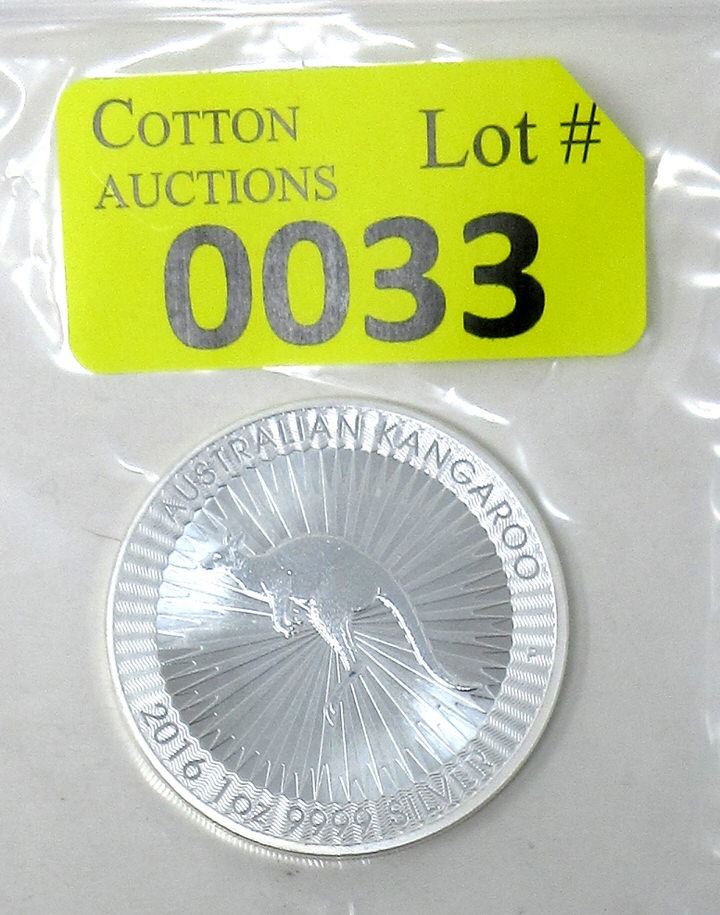 COTTON
AUCTIONS
Lot #
0033
AUSTRALIAN KANGAROO
P
2016 1oz 9999 SILVER